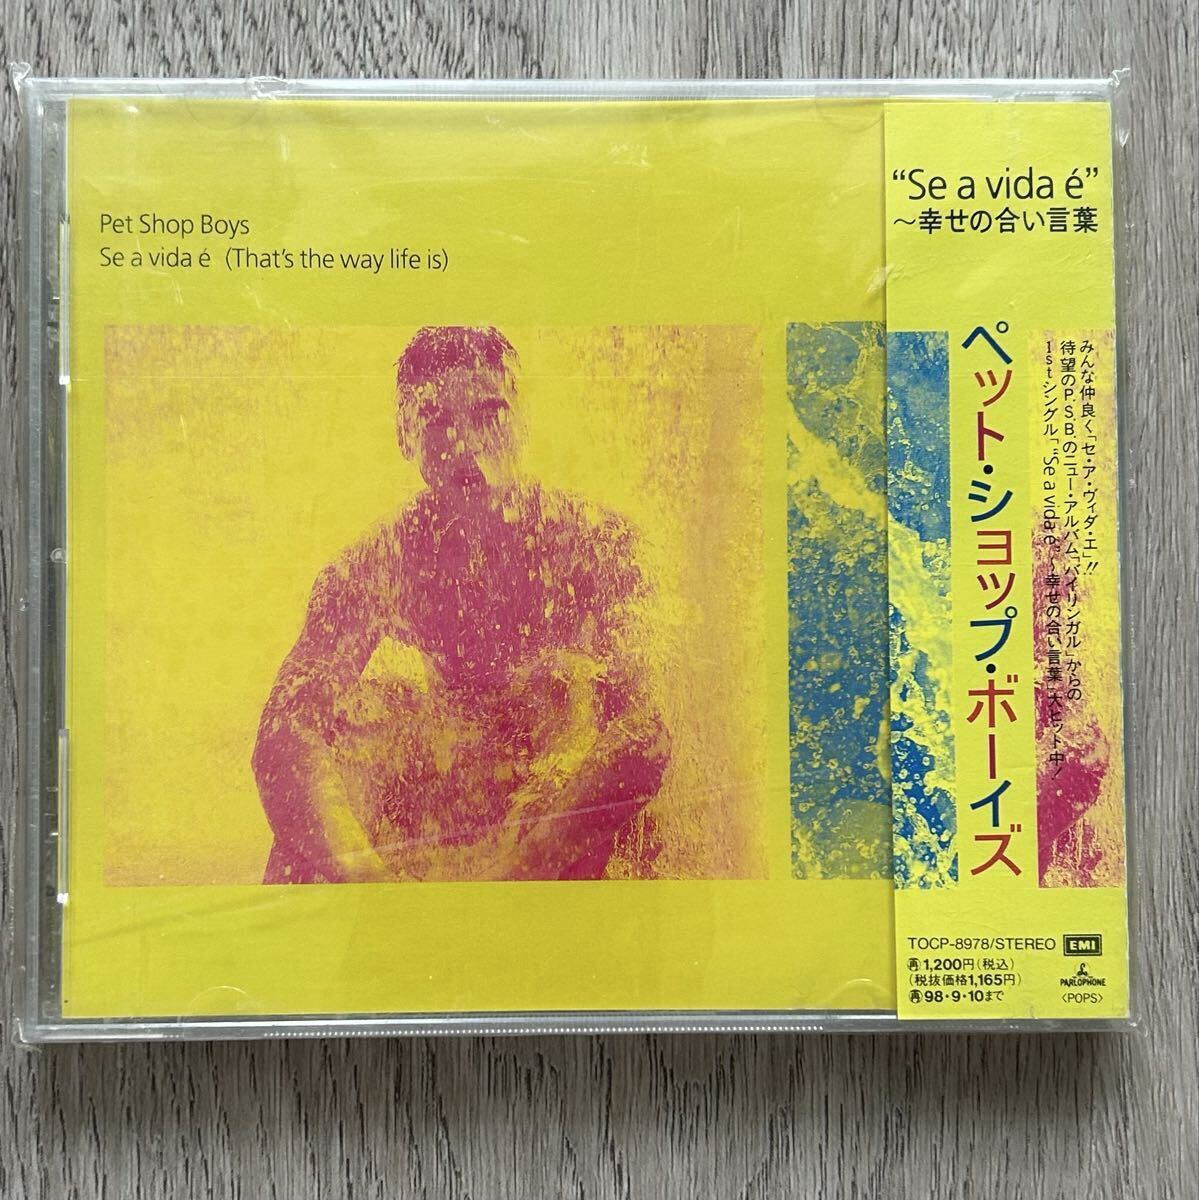 Pet Shop Boys
Se a vida é (That's the way life is)
“Se a vida é”
～幸せの合い言葉
ペット・ショップ・ボーイズ
みんな仲良く「セ・ア・ヴィダ・エ」!!
待望のP.S.B.のニュー・アルバム「バイリンガル」からの
1stシングル「“Se a vida é”～幸せの合い言葉」大ヒット中！
TOCP-8978/STEREO EMI
再1,200円(税込)
(税抜価格1,165円)
再98・9・10まで
PARLOPHONE
<POPS>